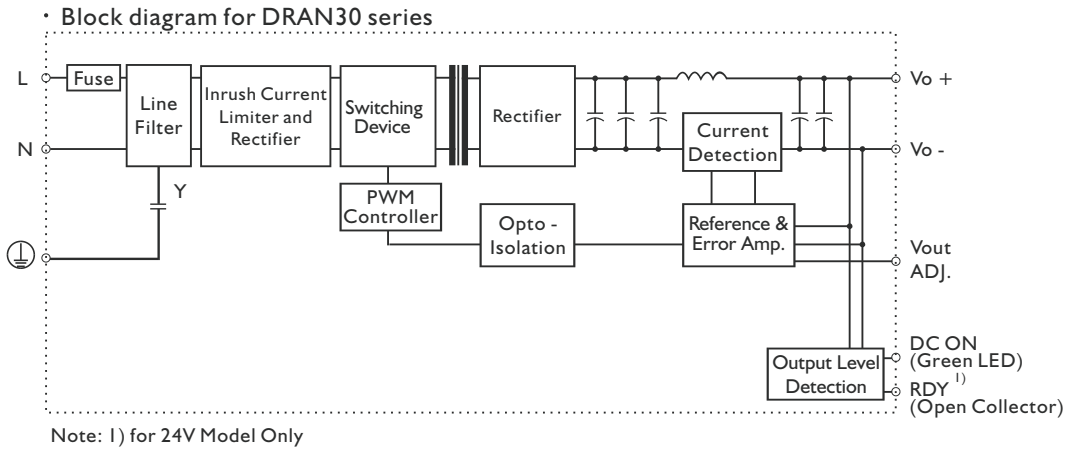 · Block diagram for DRAN30 series
L
Fuse
Line
Filter
Inrush Current
Limiter and
Rectifier
Switching
Device
Rectifier
Current
Detection
Vo +
N
Vo -
Y
PWM
Controller
Opto -
Isolation
Reference &
Error Amp.
Vout
ADJ.
Output Level
Detection
DC ON
(Green LED)
RDY 1)
(Open Collector)
Note: 1) for 24V Model Only